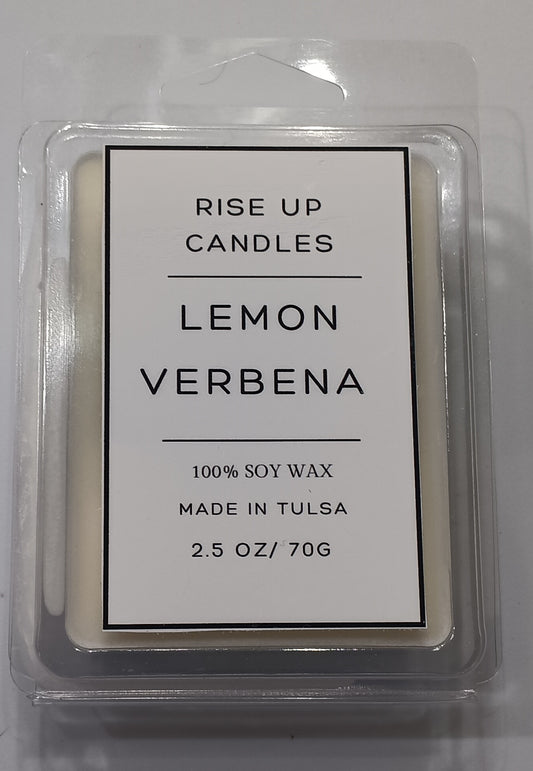 RISE UP
CANDLES
LEMON
VERBENA
100% SOY WAX
MADE IN TULSA
2.5 OZ/ 70G